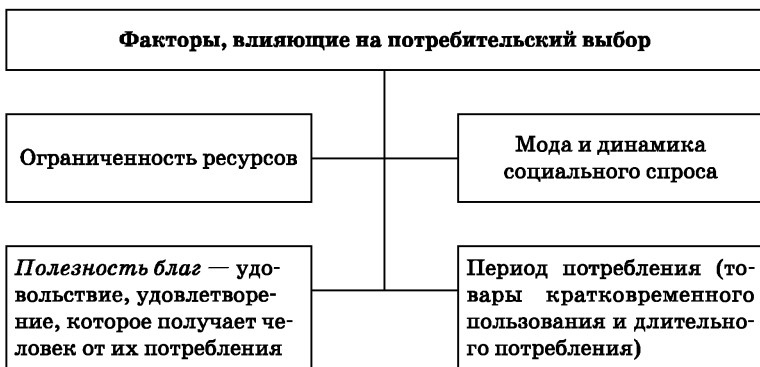 Факторы, влияющие на потребительский выбор
Ограниченность ресурсов
Мода и динамика
социального спроса
Полезность благ — удо-
вольствие, удовлетворе-
ние, которое получает че-
ловек от их потребления
Период потребления (то-
вары кратковременного
пользования и длительно-
го потребления)